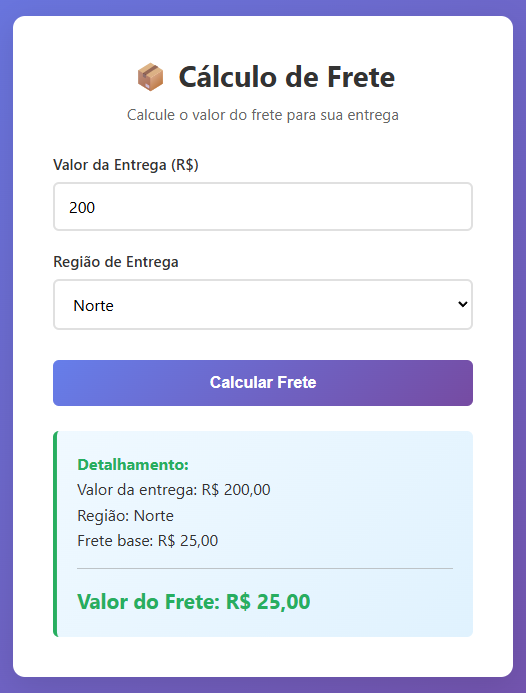 📦 Cálculo de Frete
Calcule o valor do frete para sua entrega
Valor da Entrega (R$)
200
Região de Entrega
Norte
Calcular Frete
Detalhamento:
Valor da entrega: R$ 200,00
Região: Norte
Frete base: R$ 25,00
Valor do Frete: R$ 25,00